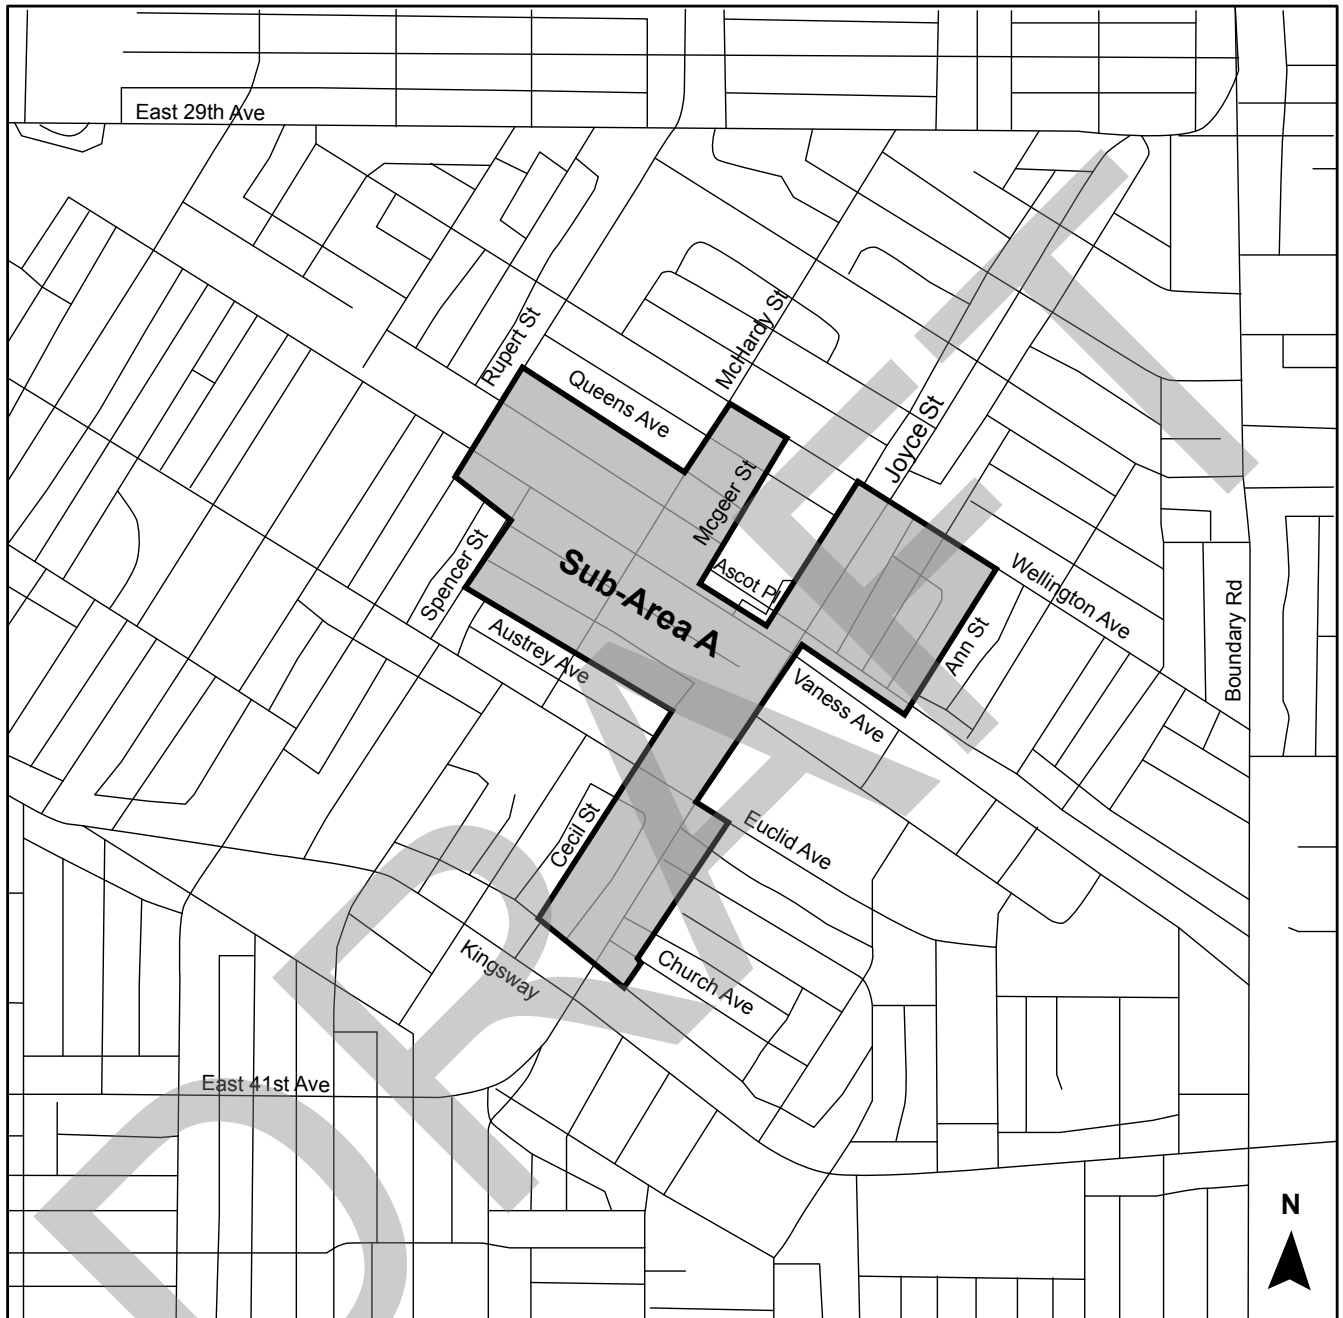 East 29th Ave
Rupert St
McHardy St
Queens Ave
Joyce St
Mcgeer St
Spencer St
Sub-Area A
Ascot Pl
Wellington Ave
Boundary Rd
Ann St
Austrey Ave
Vaness Ave
Cecil St
Euclid Ave
Kingsway
Church Ave
East 41st Ave
N
DRAFT